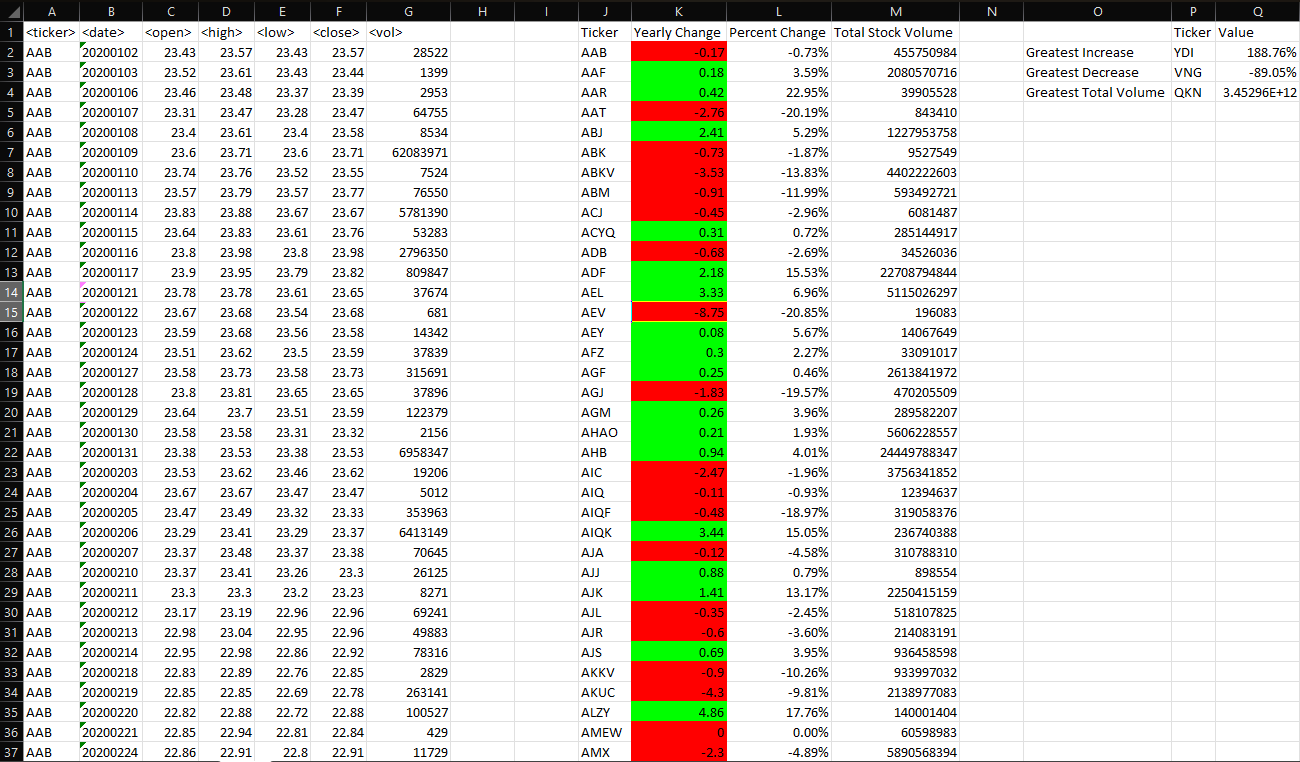 A B C D E F G H I J K L M N O P Q
1 <ticker> <date> <open> <high> <low> <close> <vol> Ticker Yearly Change Percent Change Total Stock Volume Ticker Value
2 AAB 20200102 23.43 23.57 23.43 23.57 28522 AAB -0.17 -0.73% 455750984 Greatest Increase YDI 188.76%
3 AAB 20200103 23.52 23.61 23.43 23.44 1399 AAF 0.18 3.59% 2080570716 Greatest Decrease VNG -89.05%
4 AAB 20200106 23.46 23.48 23.37 23.39 2953 AAR 0.42 22.95% 39905528 Greatest Total Volume QKN 3.45296E+12
5 AAB 20200107 23.31 23.47 23.28 23.47 64755 AAT -2.76 -20.19% 843410
6 AAB 20200108 23.4 23.61 23.4 23.58 8534 ABJ 2.41 5.29% 1227953758
7 AAB 20200109 23.6 23.71 23.6 23.71 62083971 ABK -0.73 -1.87% 9527549
8 AAB 20200110 23.74 23.76 23.52 23.55 7524 ABKV -3.53 -13.83% 4402222603
9 AAB 20200113 23.57 23.79 23.57 23.77 76550 ABM -0.91 -11.99% 593492721
10 AAB 20200114 23.83 23.88 23.67 23.67 5781390 ACJ -0.45 -2.96% 6081487
11 AAB 20200115 23.64 23.83 23.61 23.76 53283 ACYQ 0.31 0.72% 285144917
12 AAB 20200116 23.8 23.98 23.8 23.98 2796350 ADB -0.68 -2.69% 34526036
13 AAB 20200117 23.9 23.95 23.79 23.82 809847 ADF 2.18 15.53% 22708794844
14 AAB 20200121 23.78 23.78 23.61 23.65 37674 AEL 3.33 6.96% 5115026297
15 AAB 20200122 23.67 23.68 23.54 23.68 681 AEV -8.75 -20.85% 196083
16 AAB 20200123 23.59 23.68 23.56 23.58 14342 AEY 0.08 5.67% 14067649
17 AAB 20200124 23.51 23.62 23.5 23.59 37839 AFZ 0.3 2.27% 33091017
18 AAB 20200127 23.58 23.73 23.58 23.73 315691 AGF 0.25 0.46% 2613841972
19 AAB 20200128 23.8 23.81 23.65 23.65 37896 AGJ -1.83 -19.57% 470205509
20 AAB 20200129 23.64 23.7 23.51 23.59 122379 AGM 0.26 3.96% 289582207
21 AAB 20200130 23.58 23.58 23.31 23.32 2156 AHAO 0.21 1.93% 5606228557
22 AAB 20200131 23.38 23.53 23.38 23.53 6958347 AHB 0.94 4.01% 24449788347
23 AAB 20200203 23.53 23.62 23.46 23.62 19206 AIC -2.47 -1.96% 3756341852
24 AAB 20200204 23.67 23.67 23.47 23.47 5012 AIQ -0.11 -0.93% 12394637
25 AAB 20200205 23.47 23.49 23.32 23.33 353963 AIQF -0.48 -18.97% 319058376
26 AAB 20200206 23.29 23.41 23.29 23.37 6413149 AIQK 3.44 15.05% 236740388
27 AAB 20200207 23.37 23.48 23.37 23.38 70645 AJA -0.12 -4.58% 310788310
28 AAB 20200210 23.37 23.41 23.26 23.3 26125 AJJ 0.88 0.79% 898554
29 AAB 20200211 23.3 23.3 23.2 23.23 8271 AJK 1.41 13.17% 2250415159
30 AAB 20200212 23.17 23.19 22.96 22.96 69241 AJL -0.35 -2.45% 518107825
31 AAB 20200213 22.98 23.04 22.95 22.96 49883 AJR -0.6 -3.60% 214083191
32 AAB 20200214 22.95 22.98 22.86 22.92 78316 AJS 0.69 3.95% 936458598
33 AAB 20200218 22.83 22.89 22.76 22.85 2829 AKKV -0.9 -10.26% 933997032
34 AAB 20200219 22.85 22.85 22.69 22.78 263141 AKUC -4.3 -9.81% 2138977083
35 AAB 20200220 22.82 22.88 22.72 22.88 100527 ALZY 4.86 17.76% 140001404
36 AAB 20200221 22.85 22.94 22.81 22.84 429 AMEW 0 0.00% 60598983
37 AAB 20200224 22.86 22.91 22.8 22.91 11729 AMX -2.3 -4.89% 5890568394